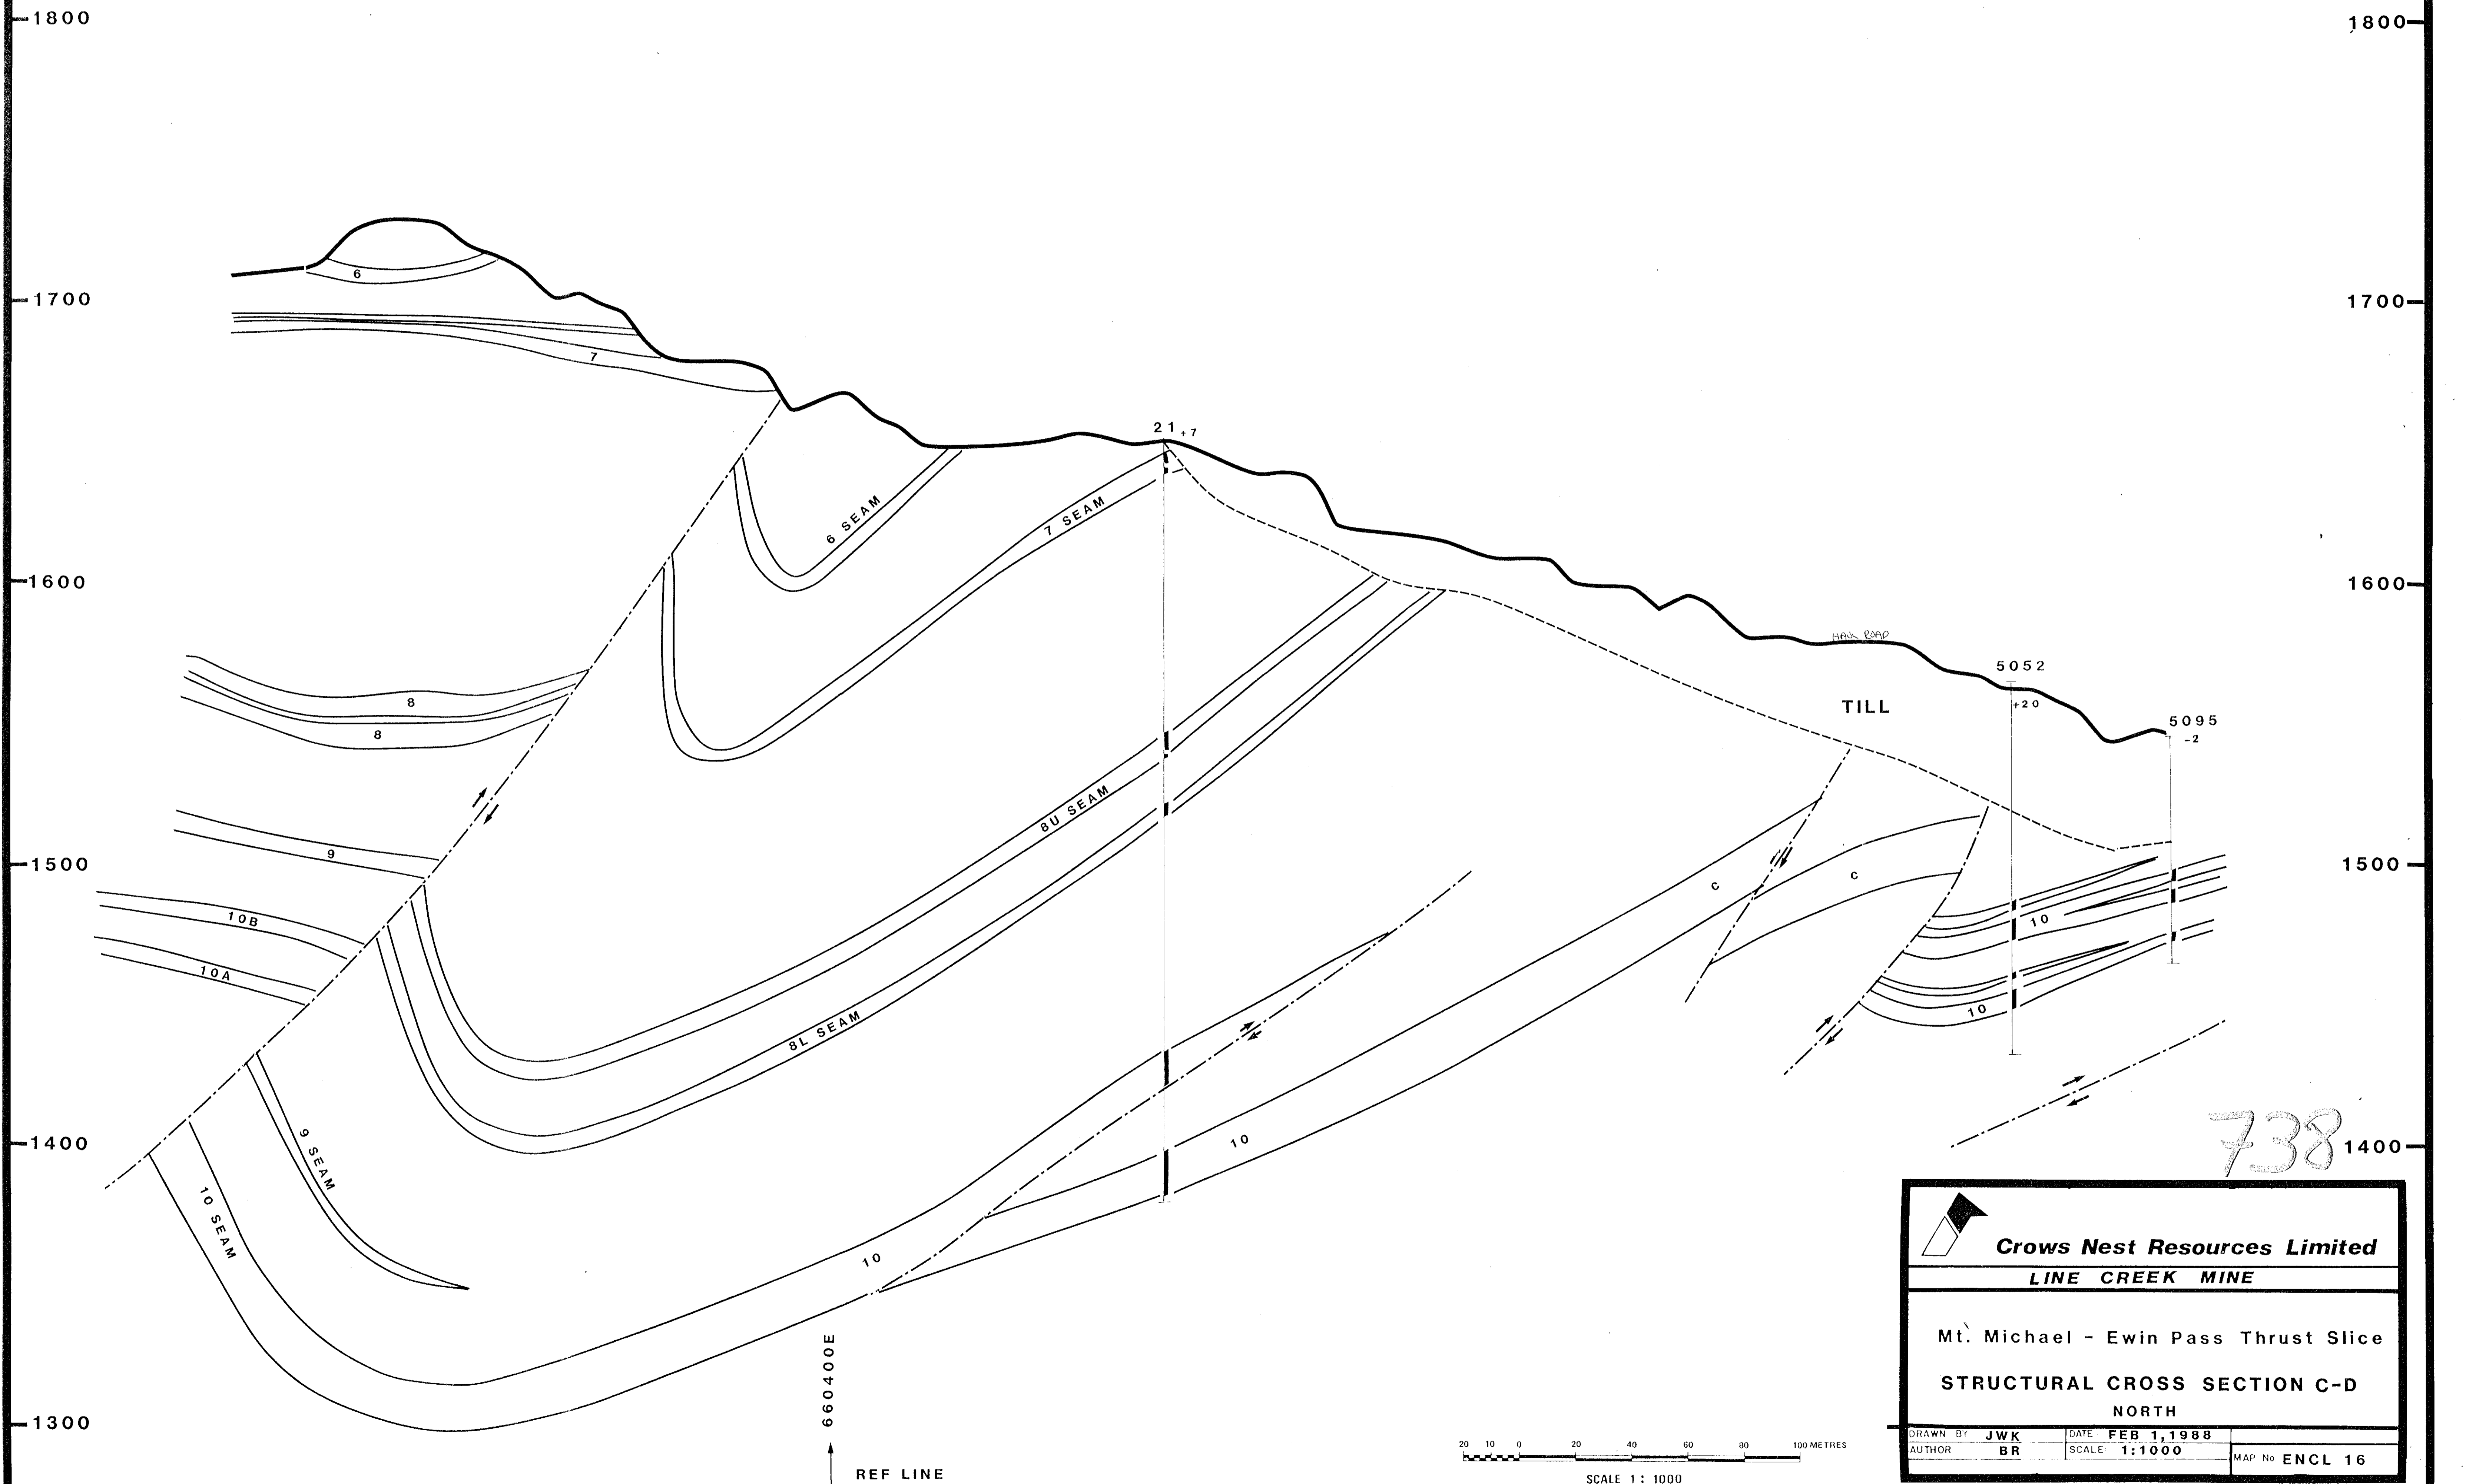 1800
1800
6
1700
1700
7
21 +7
6 SEAM
7 SEAM
1600
1600
HAUL ROAD
5052
+20
TILL
5095
-2
8
8
8U SEAM
1500
1500
9
C
C
10B
10
10A
10
8L SEAM
1400
1400
9 SEAM
10
738
10 SEAM
10
1300
660400E
REF LINE
20 10 0 20 40 60 80 100 METRES
SCALE 1 : 1000
Crows Nest Resources Limited
LINE CREEK MINE
Mt. Michael - Ewin Pass Thrust Slice
STRUCTURAL CROSS SECTION C-D
NORTH
DRAWN BY JWK DATE FEB 1,1988
AUTHOR BR SCALE 1:1000
MAP No ENCL 16